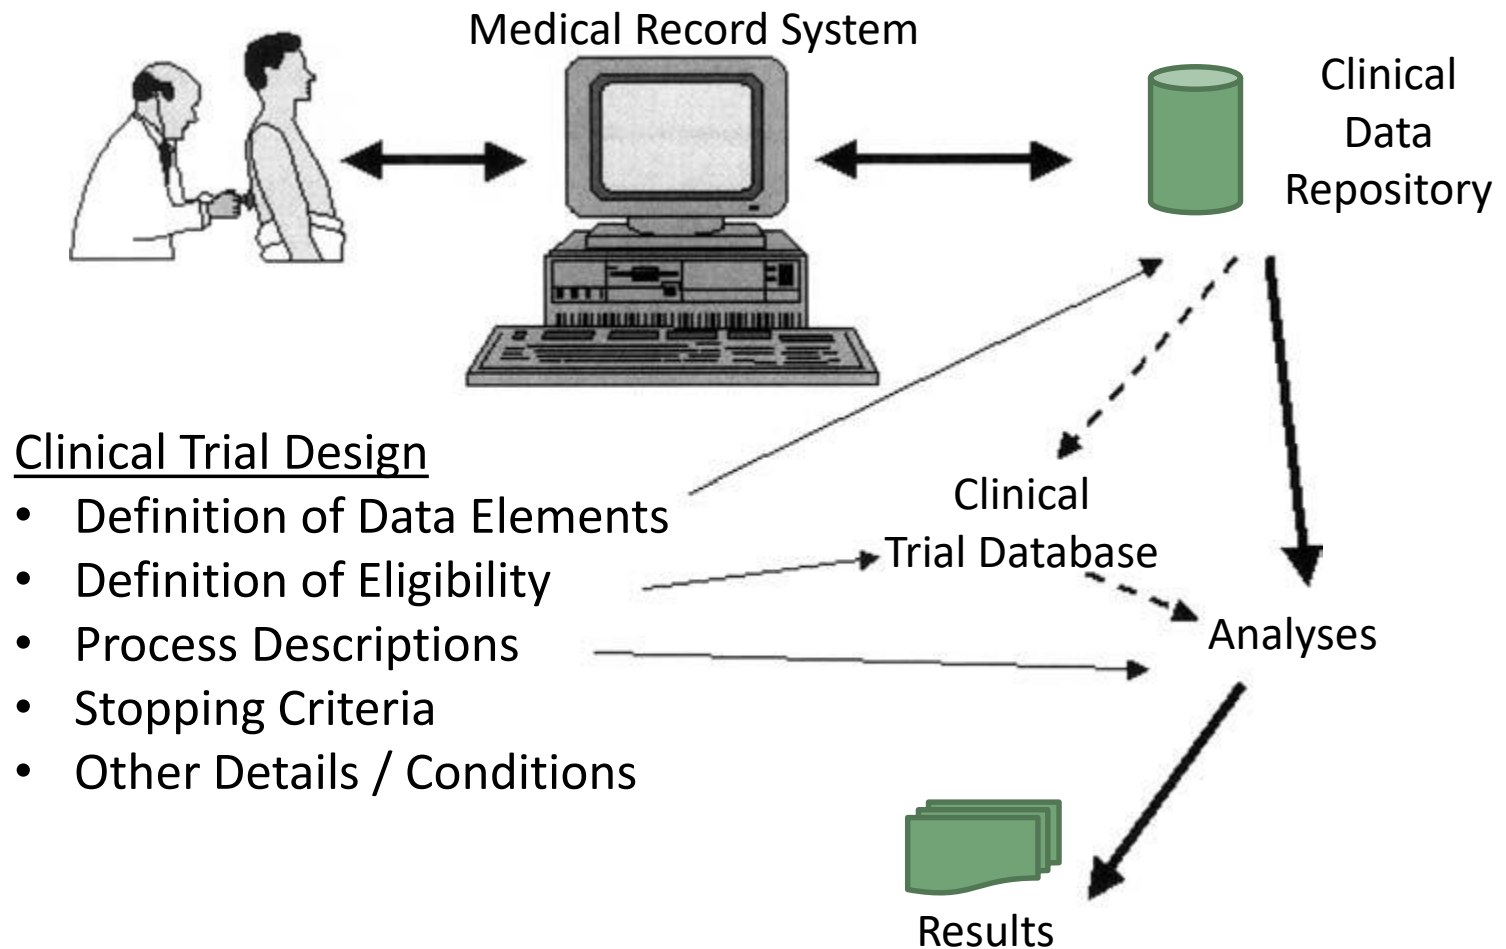 Medical Record System
Clinical
Data
Repository
Clinical Trial Design
• Definition of Data Elements
• Definition of Eligibility
• Process Descriptions
• Stopping Criteria
• Other Details / Conditions
Clinical
Trial Database
Analyses
Results